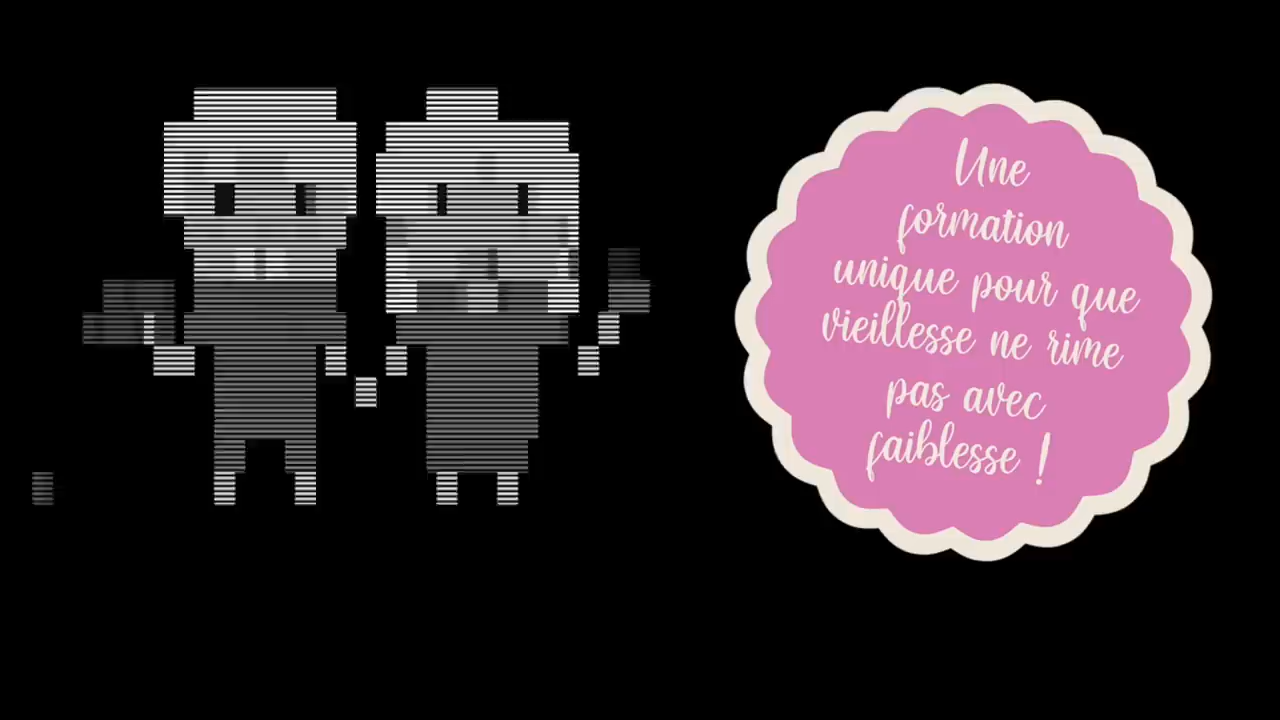 Une
formation
unique pour que
vieillesse ne rime
pas avec
faiblesse !